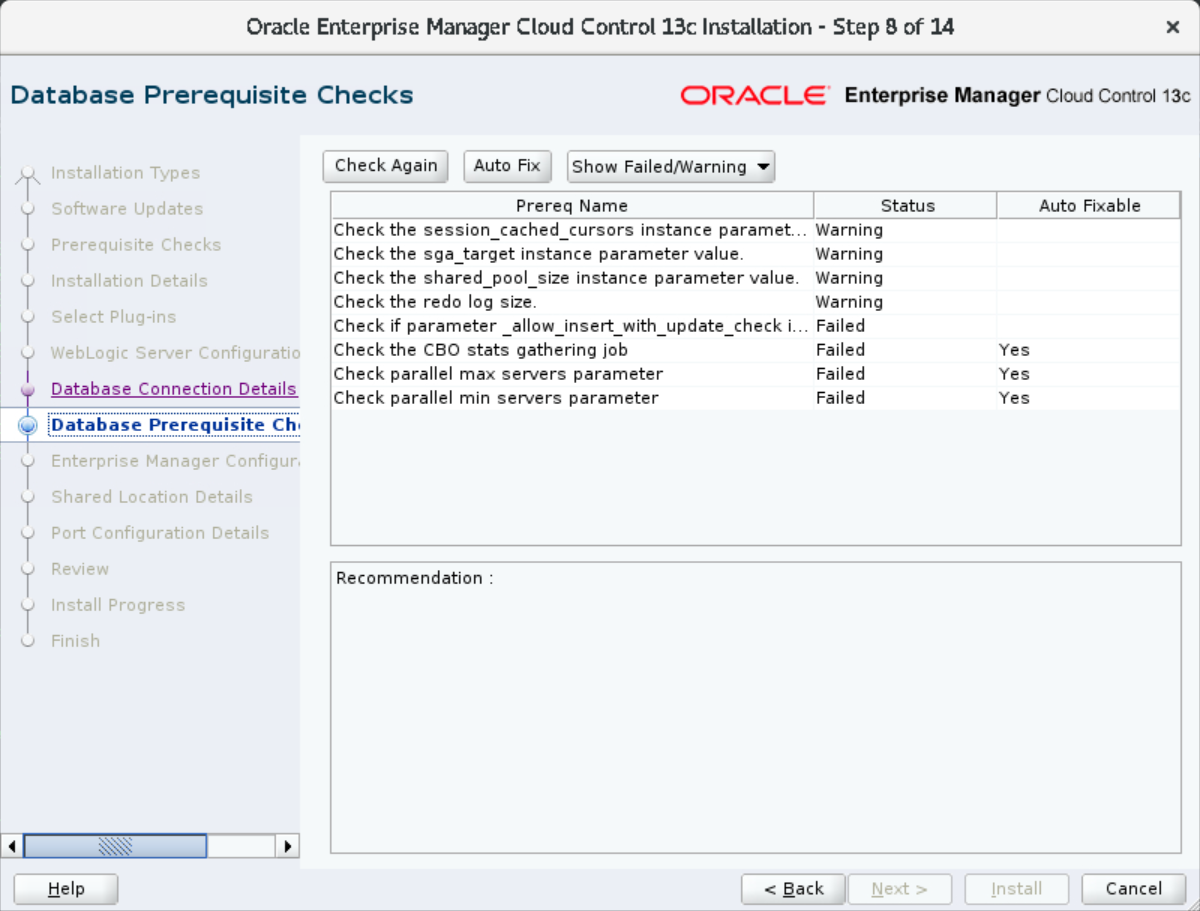 Oracle Enterprise Manager Cloud Control 13c Installation - Step 8 of 14
Database Prerequisite Checks
ORACLE Enterprise Manager Cloud Control 13c
Installation Types
Software Updates
Prerequisite Checks
Installation Details
Select Plug-ins
WebLogic Server Configuratio
Database Connection Details
Database Prerequisite Che
Enterprise Manager Configura
Shared Location Details
Port Configuration Details
Review
Install Progress
Finish
Check Again Auto Fix Show Failed/Warning
Prereq Name Status Auto Fixable
Check the session_cached_cursors instance paramet... Warning
Check the sga_target instance parameter value. Warning
Check the shared_pool_size instance parameter value. Warning
Check the redo log size. Warning
Check if parameter _allow_insert_with_update_check i... Failed
Check the CBO stats gathering job Failed Yes
Check parallel max servers parameter Failed Yes
Check parallel min servers parameter Failed Yes
Recommendation :
Help < Back Next > Install Cancel